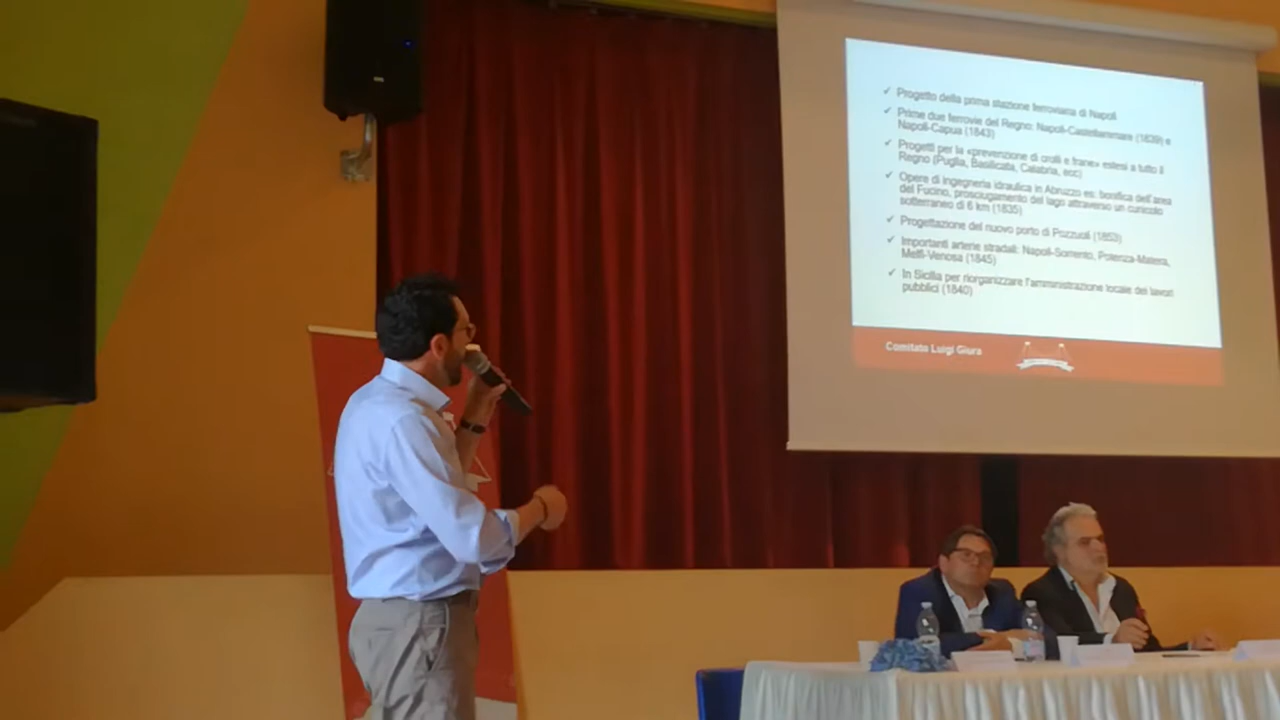 Progetto della prima stazione ferroviaria di Napoli
Prime due ferrovie del Regno: Napoli-Castellammare (1839) e
Napoli-Capua (1843)
Progetti per la «prevenzione di crolli e frane» estesi a tutto il
Regno (Puglia, Basilicata, Calabria, ecc)
Opere di ingegneria idraulica in Abruzzo es: bonifica dell'area
del Fucino, prosciugamento del lago attraverso un cunicolo
sotterraneo di 6 km (1835)
Progettazione del nuovo porto di Pozzuoli (1853)
Importanti arterie stradali: Napoli-Sorrento, Potenza-Matera,
Melfi-Venosa (1845)
In Sicilia per riorganizzare l'amministrazione locale dei lavori
pubblici (1840)
Comitato Luigi Giura